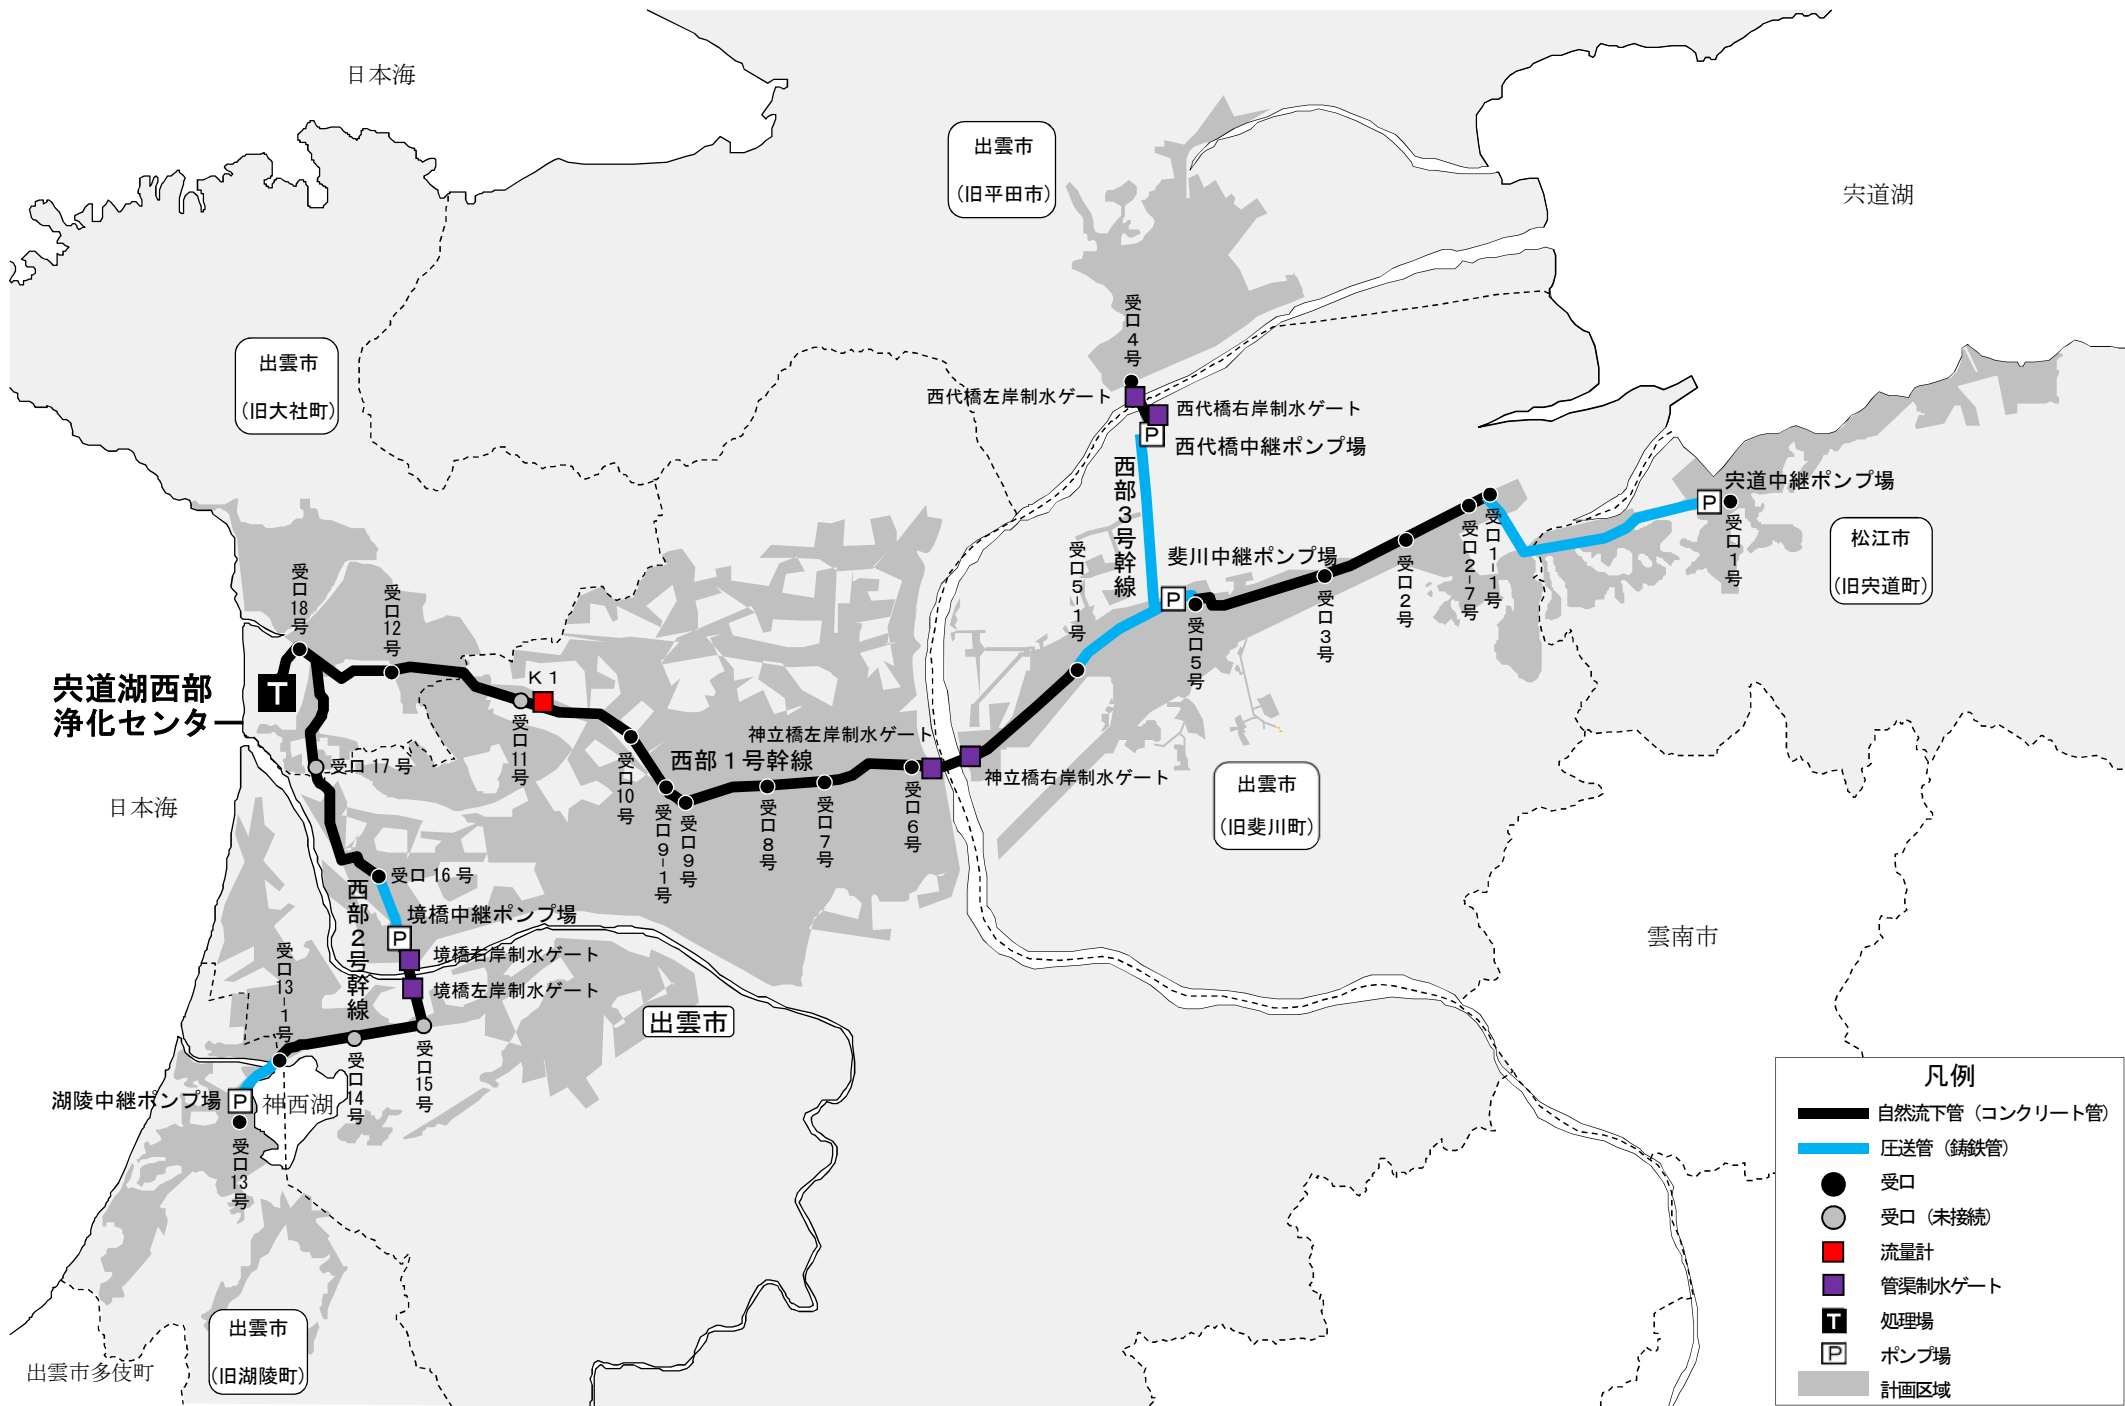 日本海
出雲市
(旧平田市)
宍道湖
受口4号
出雲市
(旧大社町)
西代橋左岸制水ゲート
西代橋右岸制水ゲート
西代橋中継ポンプ場
西部3号幹線
宍道中継ポンプ場
受口1号
松江市
(旧宍道町)
受口1-1号
受口2-7号
受口2号
受口3号
斐川中継ポンプ場
受口5号
受口5-1号
受口18号
受口12号
K1
受口11号
宍道湖西部
浄化センター
神立橋左岸制水ゲート
西部1号幹線
神立橋右岸制水ゲート
受口10号
受口9-1号
受口9号
受口8号
受口7号
受口6号
出雲市
(旧斐川町)
受口17号
日本海
受口16号
西部2号幹線
境橋中継ポンプ場
境橋右岸制水ゲート
境橋左岸制水ゲート
受口13-1号
出雲市
雲南市
受口14号
受口15号
湖陵中継ポンプ場
神西湖
受口13号
出雲市
(旧湖陵町)
出雲市多伎町
凡例
自然流下管（コンクリート管）
圧送管（鋳鉄管）
受口
受口（未接続）
流量計
管渠制水ゲート
T
処理場
P
ポンプ場
計画区域